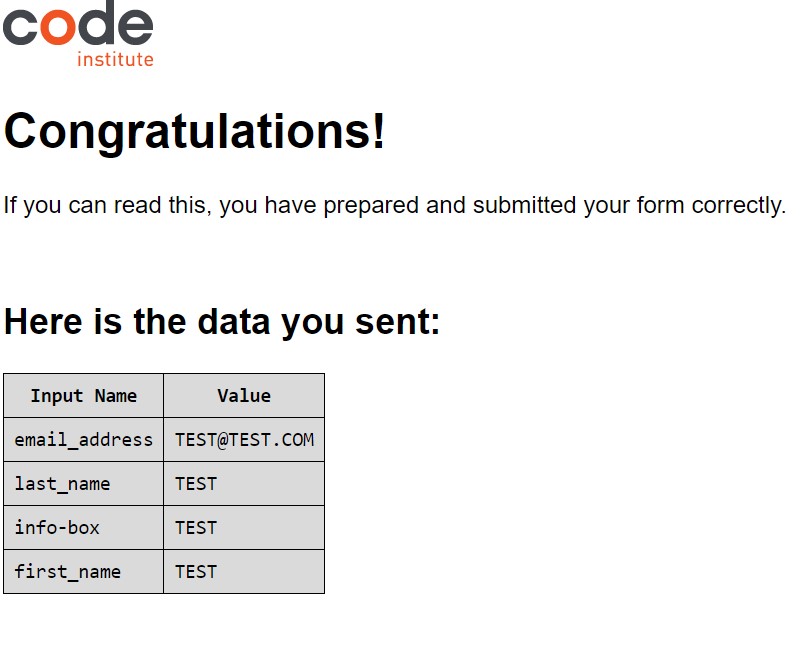 code
institute
Congratulations!
If you can read this, you have prepared and submitted your form correctly.
Here is the data you sent:
Input Name Value
email_address TEST@TEST.COM
last_name TEST
info-box TEST
first_name TEST